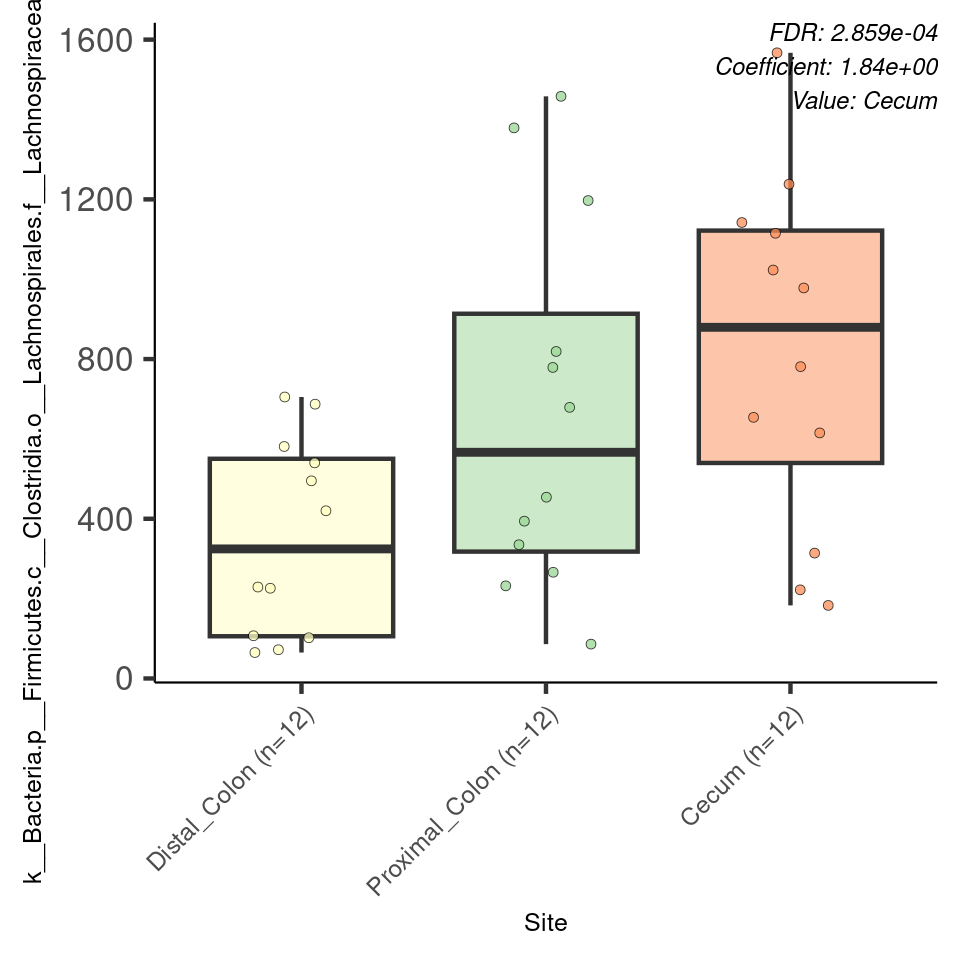 FDR: 2.859e-04
Coefficient: 1.84e+00
Value: Cecum
k__Bacteria.p__Firmicutes.c__Clostridia.o__Lachnospirales.f__Lachnospiracea
1600
1200
800
400
0
Distal_Colon (n=12)
Proximal_Colon (n=12)
Cecum (n=12)
Site